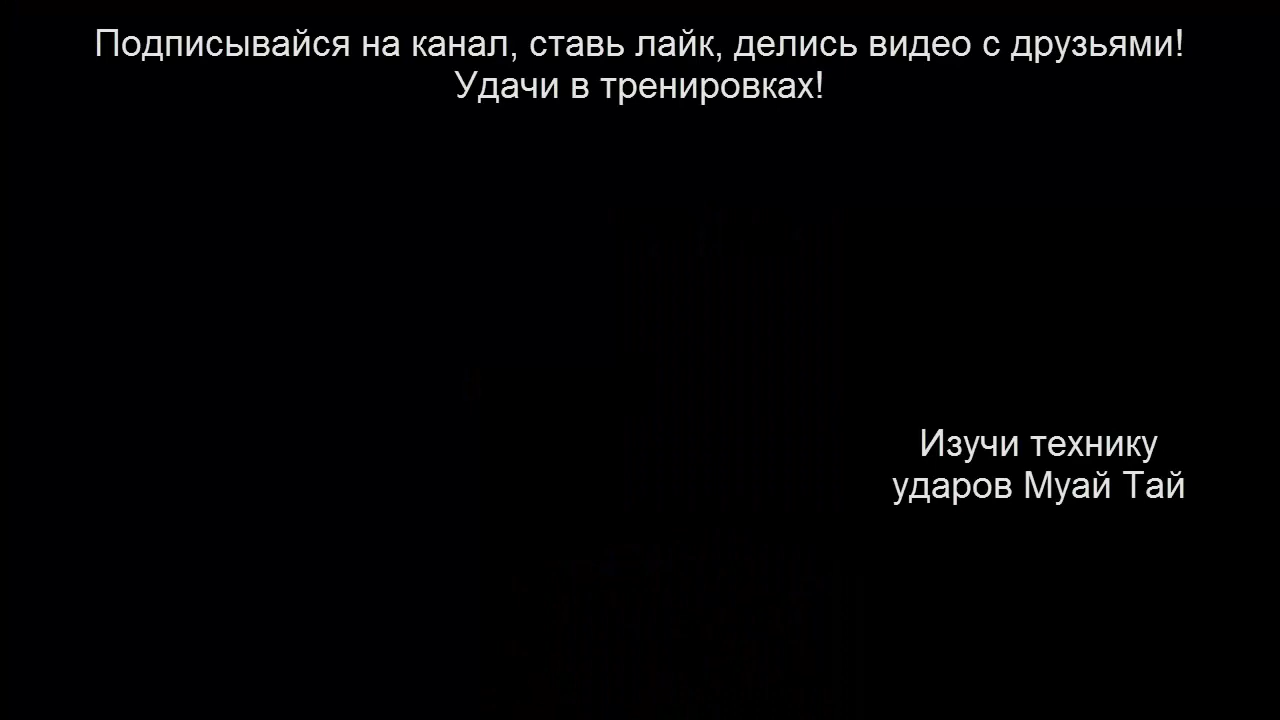 Подписывайся на канал, ставь лайк, делись видео с друзьями!
Удачи в тренировках!
Изучи технику
ударов Муай Тай